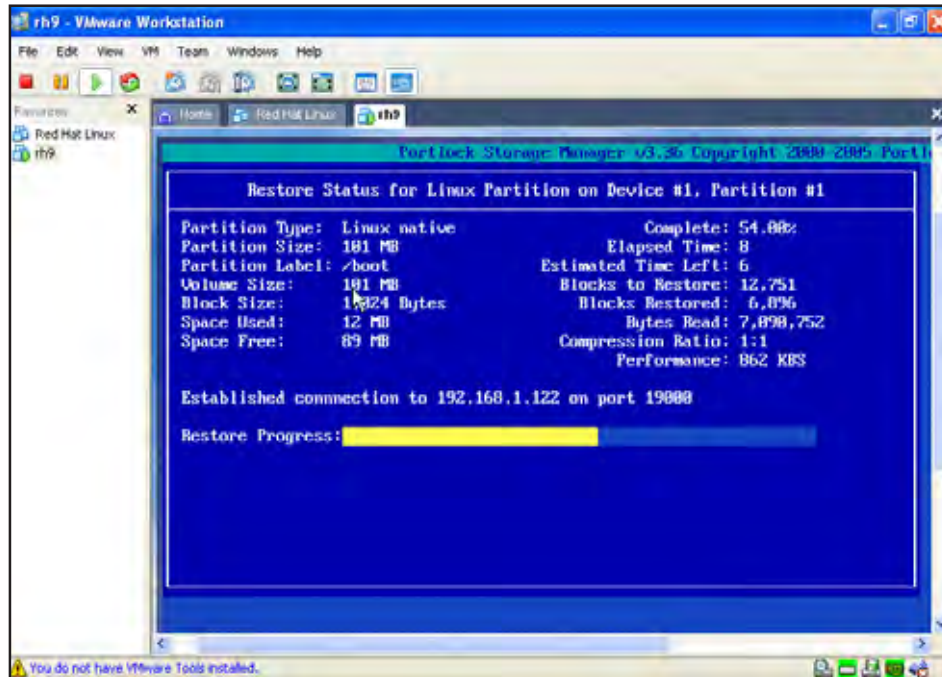 rh9 - VMware Workstation
File Edit View VM Team Windows Help
Favorites
Home Red Hat Linux rh9
Red Hat Linux
rh9
Portlock Storage Manager v3.36 Copyright 2000-2005 Portl
Restore Status for Linux Partition on Device #1, Partition #1
Partition Type: Linux native Complete: 54.08%
Partition Size: 101 MB Elapsed Time: 8
Partition Label: /boot Estimated Time Left: 6
Volume Size: 101 MB Blocks to Restore: 12,751
Block Size: 1,024 Bytes Blocks Restored: 6,896
Space Used: 12 MB Bytes Read: 7,090,752
Space Free: 89 MB Compression Ratio: 1:1
Performance: 862 KBS
Established connnection to 192.168.1.122 on port 19000
Restore Progress:
You do not have VMware Tools installed.